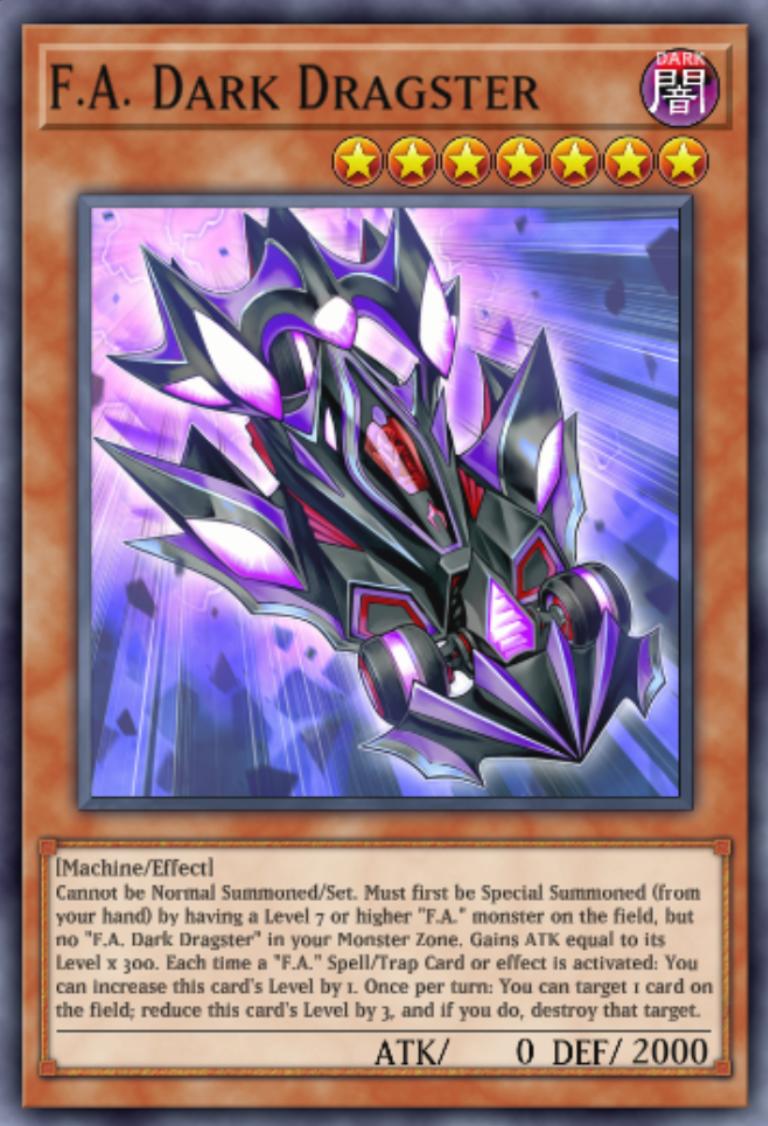 F.A. Dark Dragster
DARK
闇
[Machine/Effect]
Cannot be Normal Summoned/Set. Must first be Special Summoned (from
your hand) by having a Level 7 or higher "F.A." monster on the field, but
no "F.A. Dark Dragster" in your Monster Zone. Gains ATK equal to its
Level x 300. Each time a "F.A." Spell/Trap Card or effect is activated: You
can increase this card's Level by 1. Once per turn: You can target 1 card on
the field; reduce this card's Level by 3, and if you do, destroy that target.
ATK/ 0 DEF/ 2000